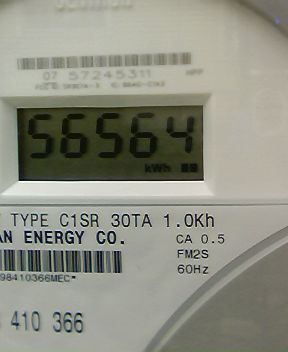 07 57245311
56564
kWh
TYPE C1SR 30TA 1.0Kh
AN ENERGY CO.
CA 0.5
FM2S
60Hz
98410366MEC*
410 366